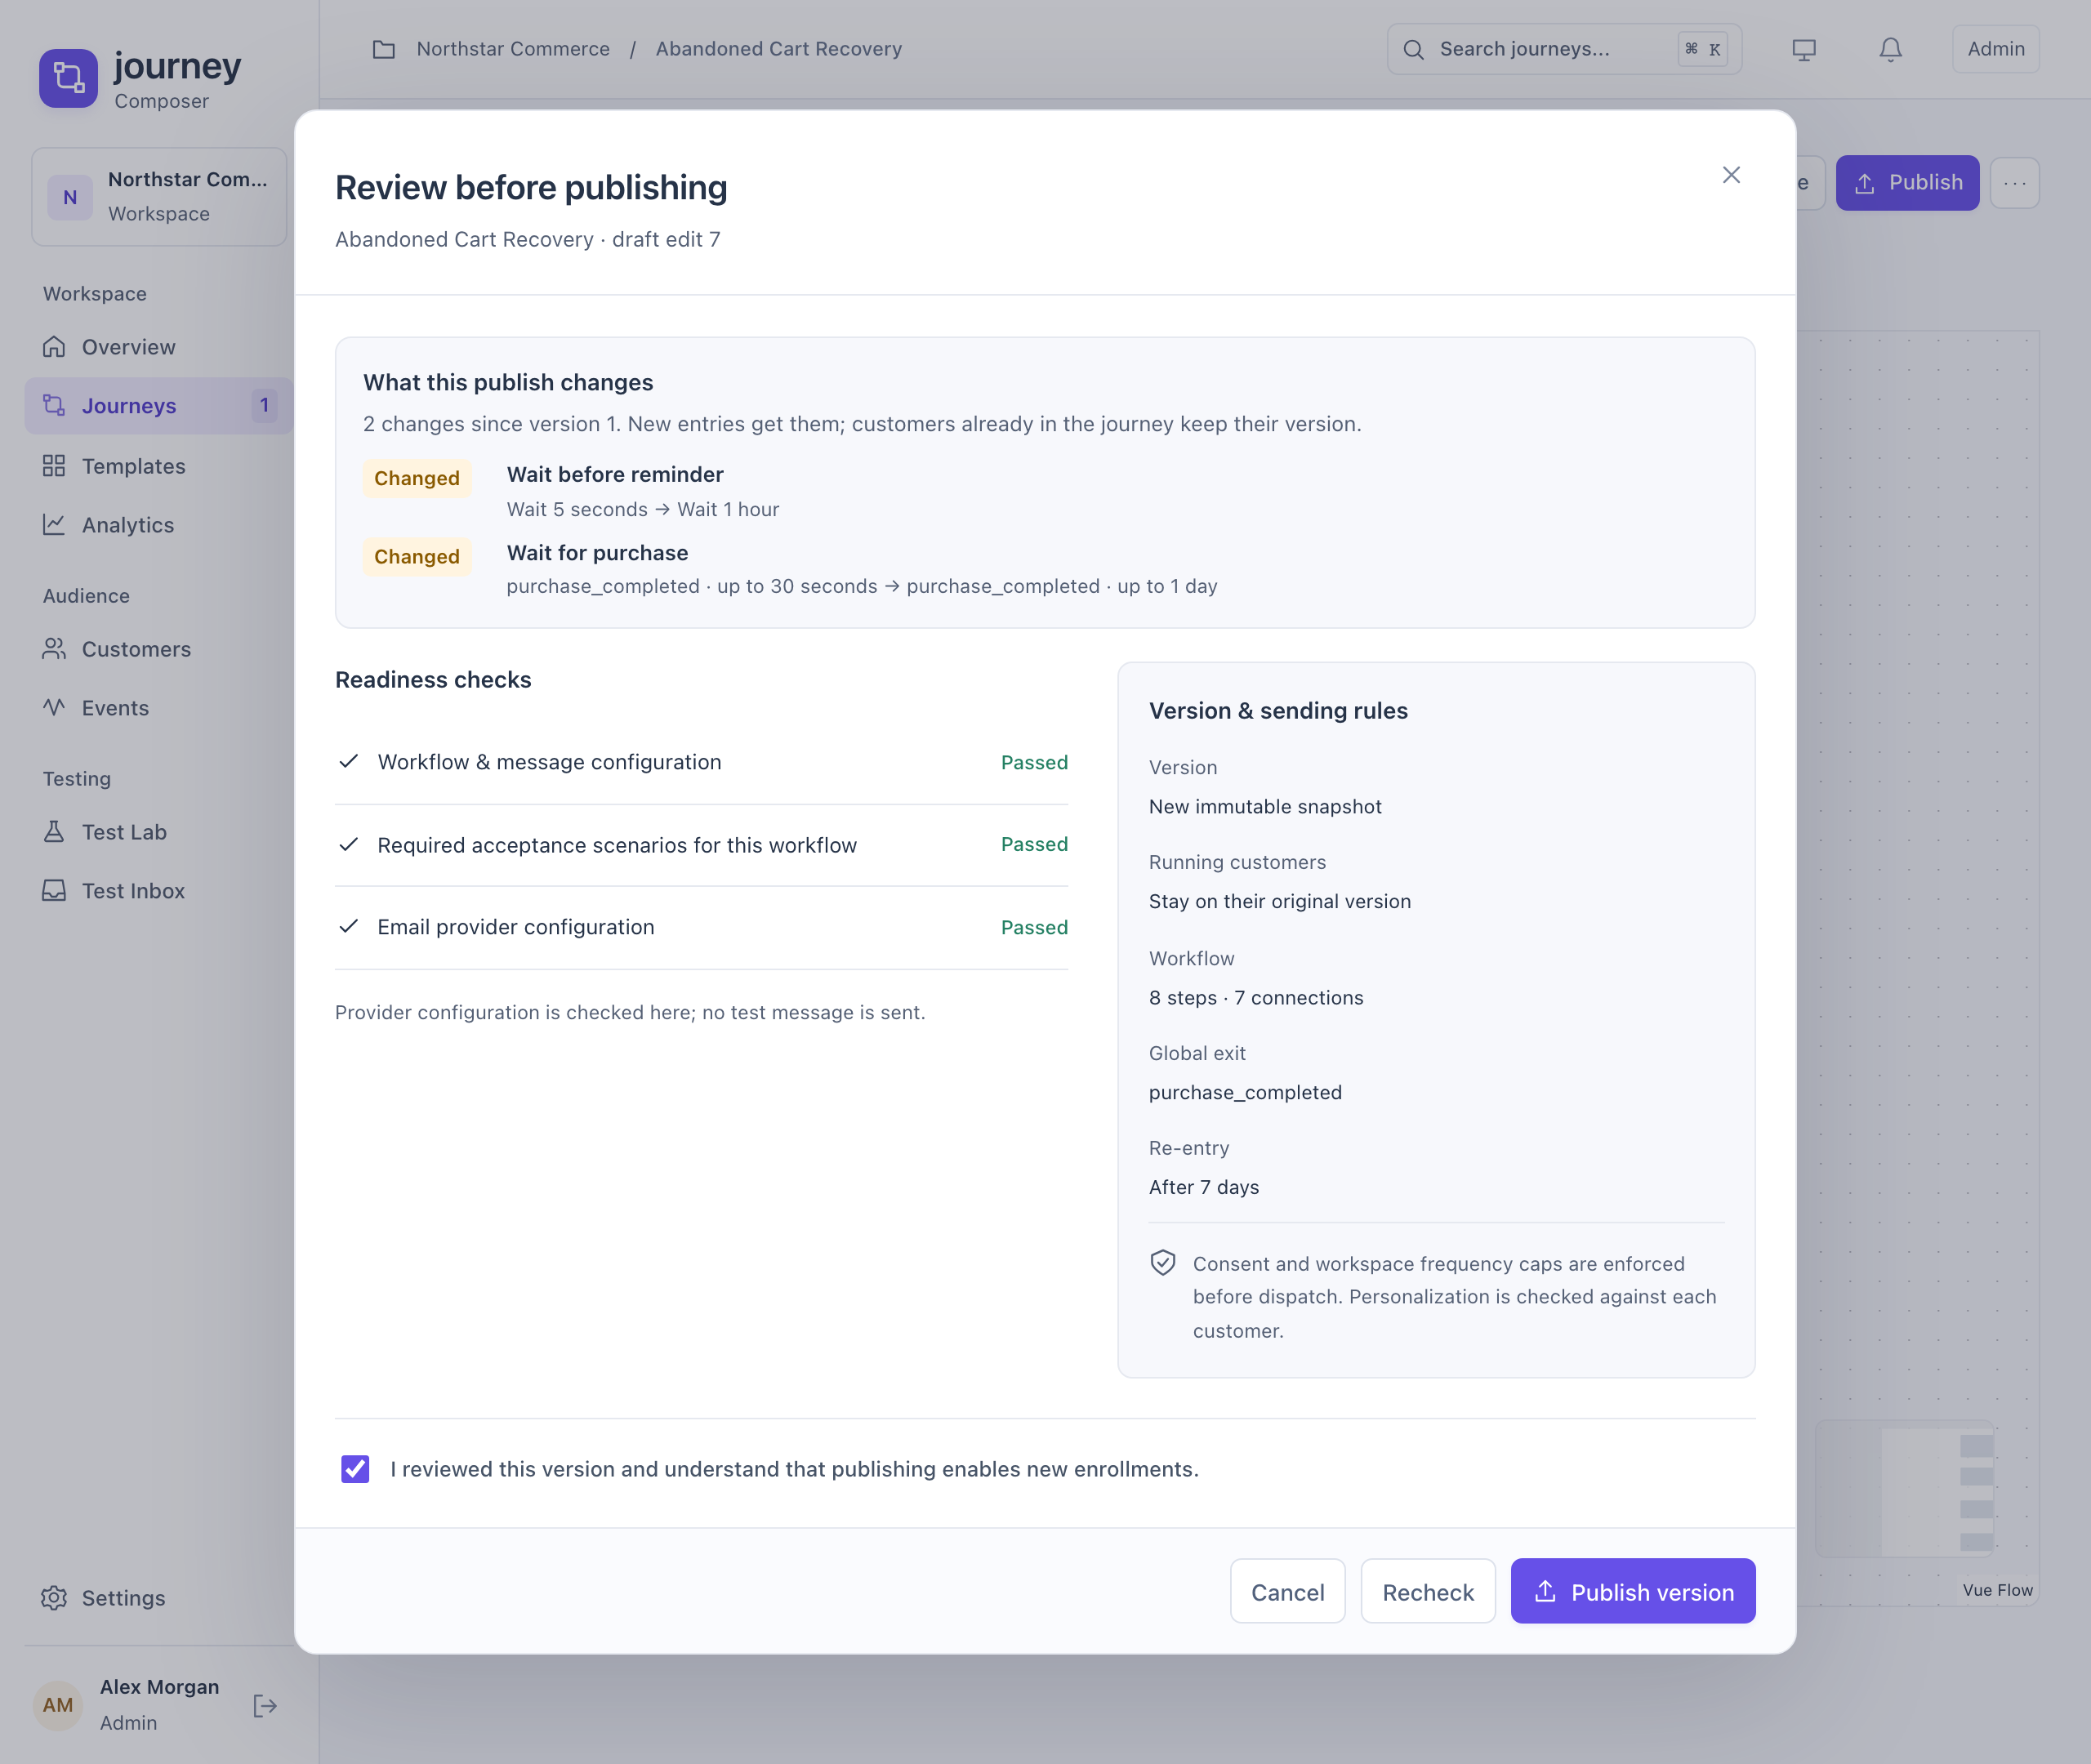 journey
Composer
Northstar Commerce / Abandoned Cart Recovery
Search journeys...
⌘ K
Admin
N
Northstar Com...
Workspace
Publish
...
Workspace
Overview
Journeys
1
Templates
Analytics
Audience
Customers
Events
Testing
Test Lab
Test Inbox
Settings
AM
Alex Morgan
Admin
Review before publishing
Abandoned Cart Recovery · draft edit 7
What this publish changes
2 changes since version 1. New entries get them; customers already in the journey keep their version.
Changed
Wait before reminder
Wait 5 seconds → Wait 1 hour
Changed
Wait for purchase
purchase_completed · up to 30 seconds → purchase_completed · up to 1 day
Readiness checks
Workflow & message configuration
Passed
Required acceptance scenarios for this workflow
Passed
Email provider configuration
Passed
Provider configuration is checked here; no test message is sent.
Version & sending rules
Version
New immutable snapshot
Running customers
Stay on their original version
Workflow
8 steps · 7 connections
Global exit
purchase_completed
Re-entry
After 7 days
Consent and workspace frequency caps are enforced
before dispatch. Personalization is checked against each
customer.
I reviewed this version and understand that publishing enables new enrollments.
Cancel
Recheck
Publish version
Vue Flow